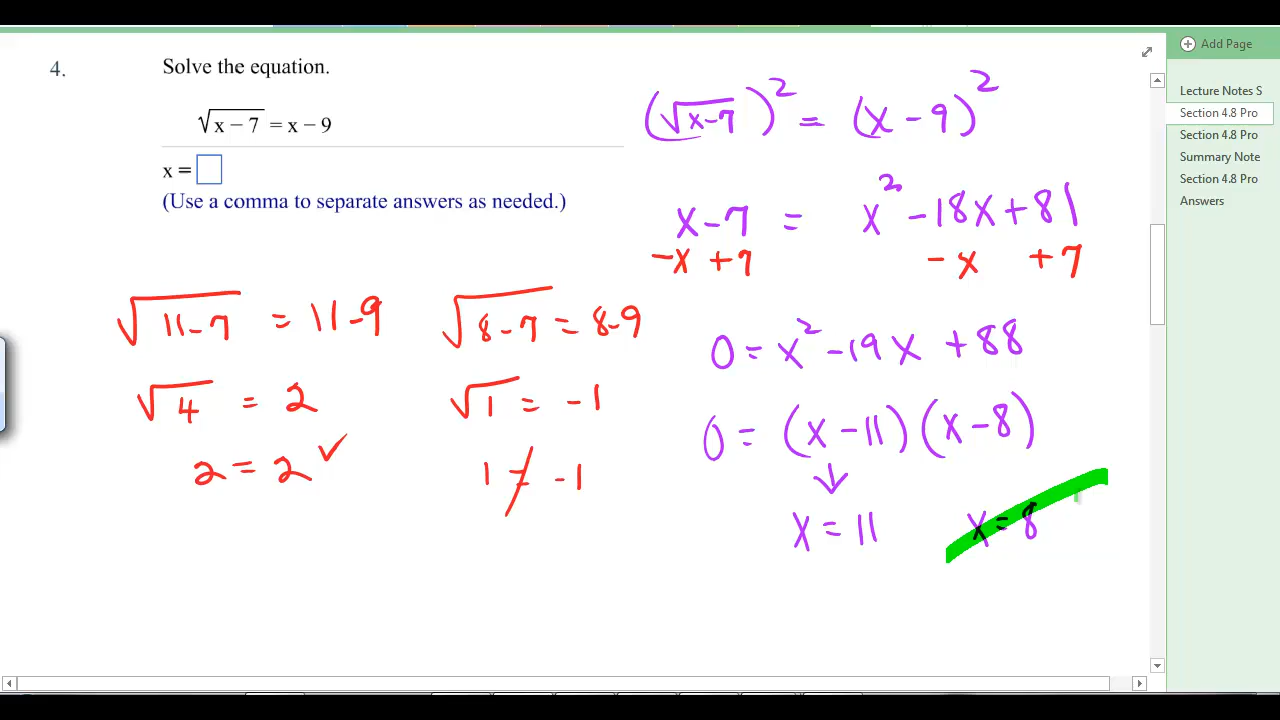 4.
Solve the equation.
√(x − 7) = x − 9
x =
(Use a comma to separate answers as needed.)
(√(x−7))² = (x − 9)²
x − 7 = x² − 18x + 81
−x +7 −x +7
0 = x² − 19x + 88
0 = (x − 11)(x − 8)
x = 11 x = 8
√(11−7) = 11−9
√4 = 2
2 = 2 ✓
√(8−7) = 8−9
√1 = −1
1 ≠ −1
Add Page
Lecture Notes S
Section 4.8 Pro
Section 4.8 Pro
Summary Note
Section 4.8 Pro
Answers